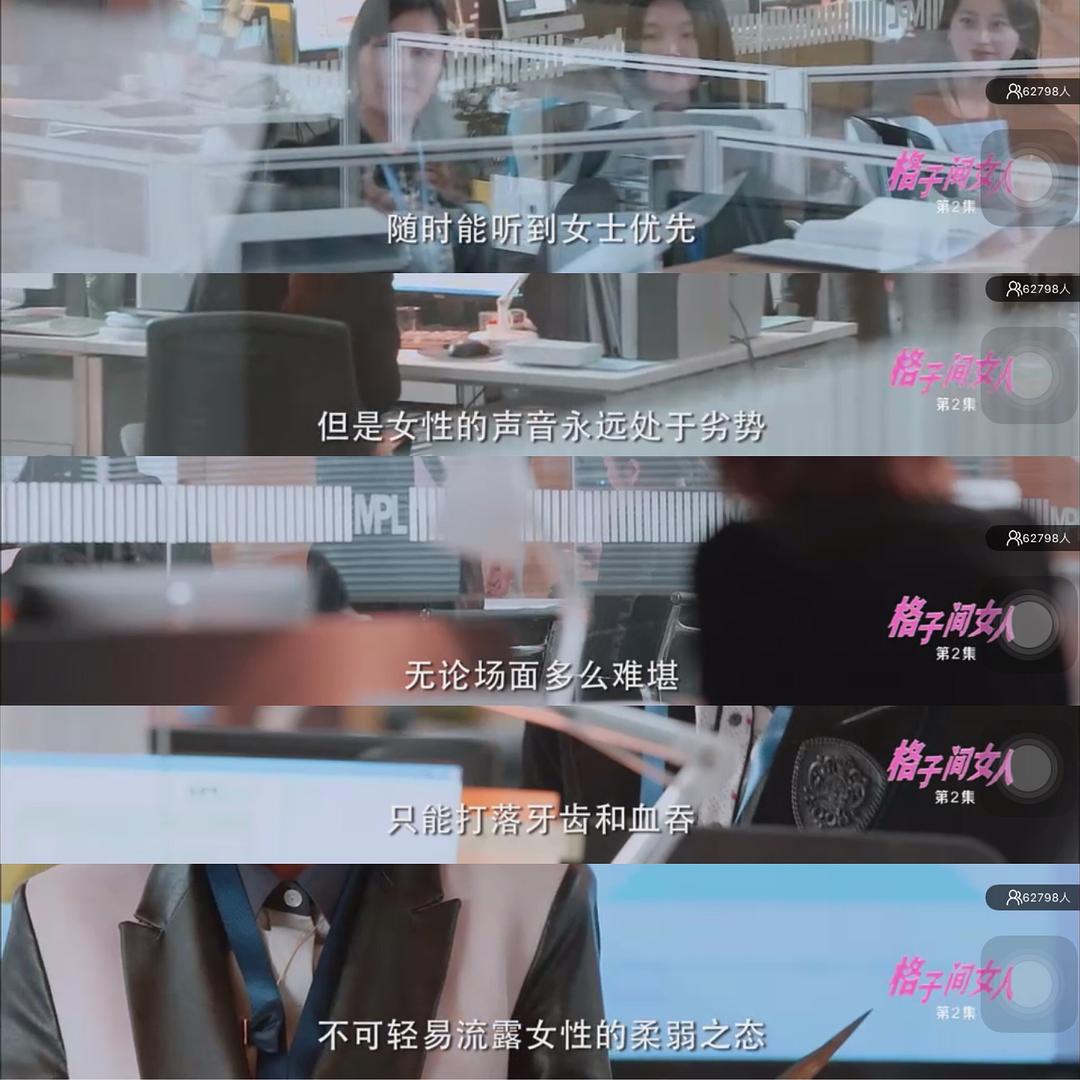 62798人
格子间女人
第2集
随时能听到女士优先
62798人
格子间女人
第2集
但是女性的声音永远处于劣势
MPL
62798人
格子间女人
第2集
无论场面多么难堪
格子间女人
第2集
只能打落牙齿和血吞
62798人
格子间女人
第2集
不可轻易流露女性的柔弱之态